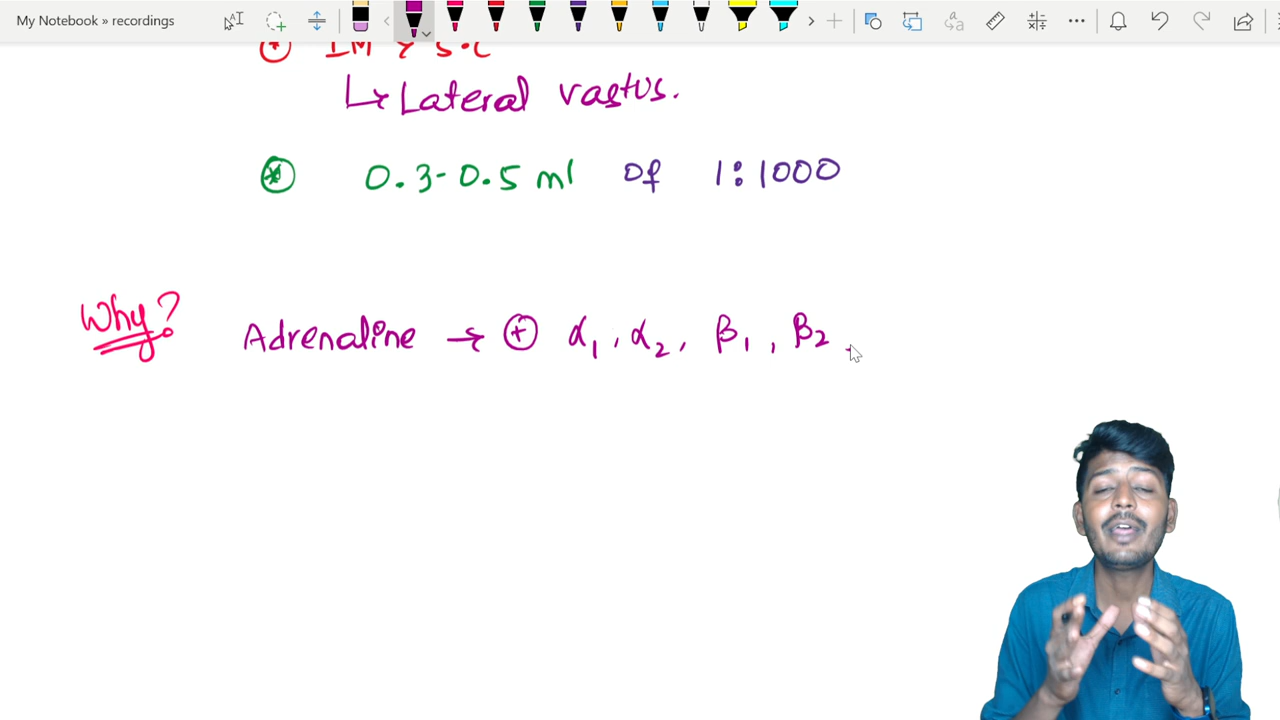 My Notebook » recordings
IM > S.C
↳ Lateral vastus.
0.3-0.5 ml of 1:1000
Why?
Adrenaline → ⊕ α1, α2, β1, β2